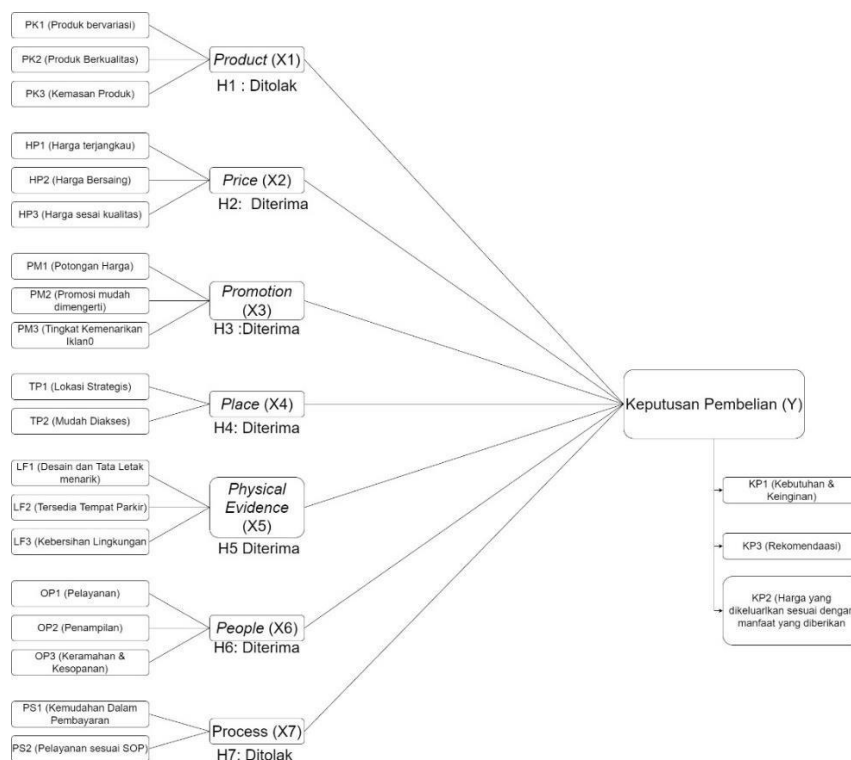 PK1 (Produk bervariasi)
PK2 (Produk Berkualitas)
PK3 (Kemasan Produk)
Product (X1)
H1 : Ditolak
HP1 (Harga terjangkau)
HP2 (Harga Bersaing)
HP3 (Harga sesai kualitas)
Price (X2)
H2: Diterima
PM1 (Potongan Harga)
PM2 (Promosi mudah
dimengerti)
PM3 (Tingkat Kemenarikan
Iklan0
Promotion
(X3)
H3 :Diterima
TP1 (Lokasi Strategis)
TP2 (Mudah Diakses)
Place (X4)
H4: Diterima
LF1 (Desain dan Tata Letak
menarik)
LF2 (Tersedia Tempat Parkir)
LF3 (Kebersihan Lingkungan
Physical
Evidence
(X5)
H5 Diterima
OP1 (Pelayanan)
OP2 (Penampilan)
OP3 (Keramahan &
Kesopanan)
People (X6)
H6: Diterima
PS1 (Kemudahan Dalam
Pembayaran
PS2 (Pelayanan sesuai SOP)
Process (X7)
H7: Ditolak
Keputusan Pembelian (Y)
KP1 (Kebutuhan &
Keinginan)
KP3 (Rekomendaasi)
KP2 (Harga yang
dikeluarlkan sesuai dengan
manfaat yang diberikan